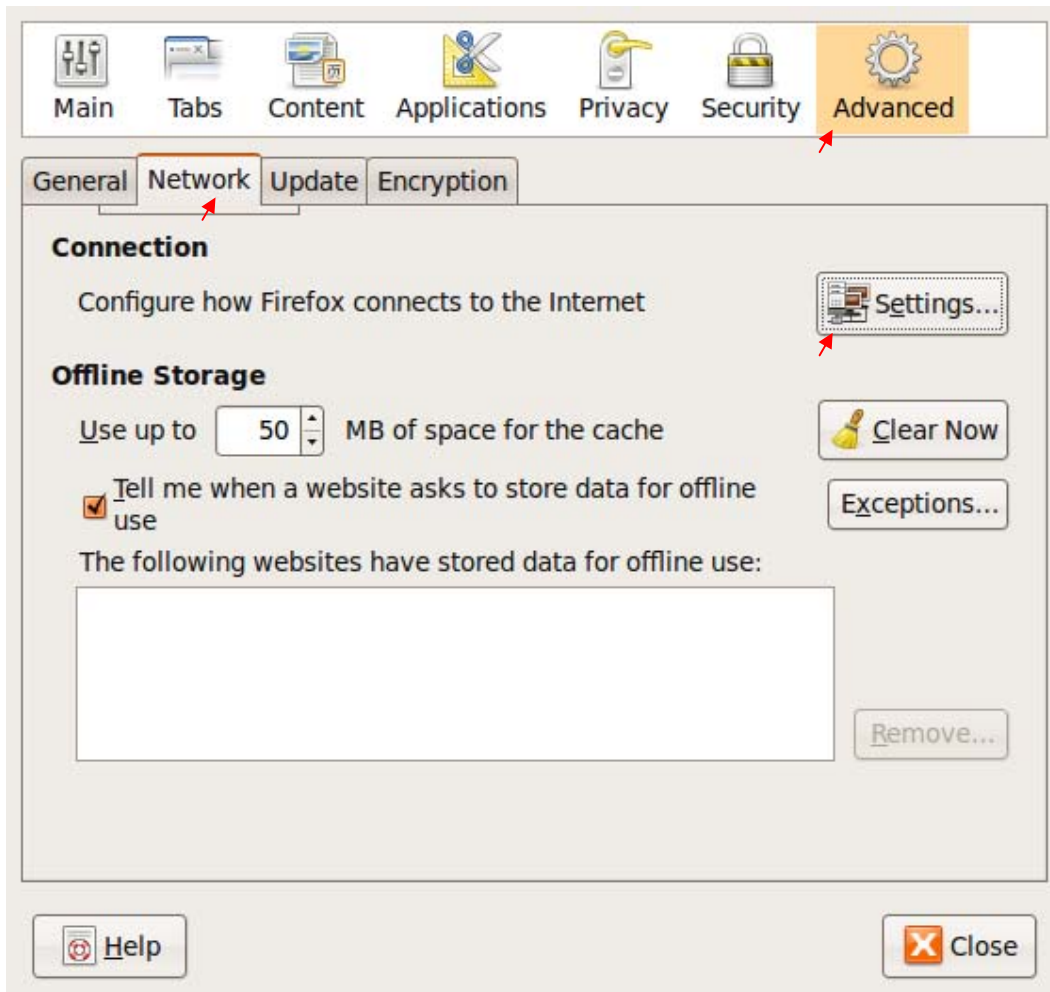 Main Tabs Content Applications Privacy Security Advanced
General Network Update Encryption
Connection
Configure how Firefox connects to the Internet
Settings...
Offline Storage
Use up to 50 MB of space for the cache
Clear Now
Tell me when a website asks to store data for offline
use
Exceptions...
The following websites have stored data for offline use:
Remove...
Help
Close